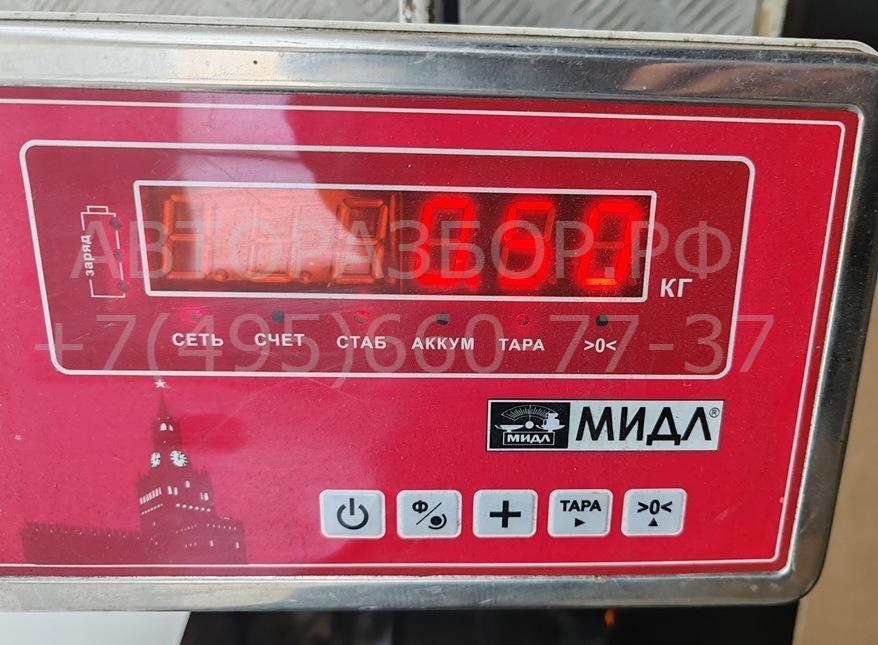 заряд
0.60
КГ
АВТОРАЗБОР.РФ
СЕТЬ СЧЕТ СТАБ АККУМ ТАРА >0<
+7(495)660-77-37
МИДЛ МИДЛ®
Ф/ + ТАРА >0<